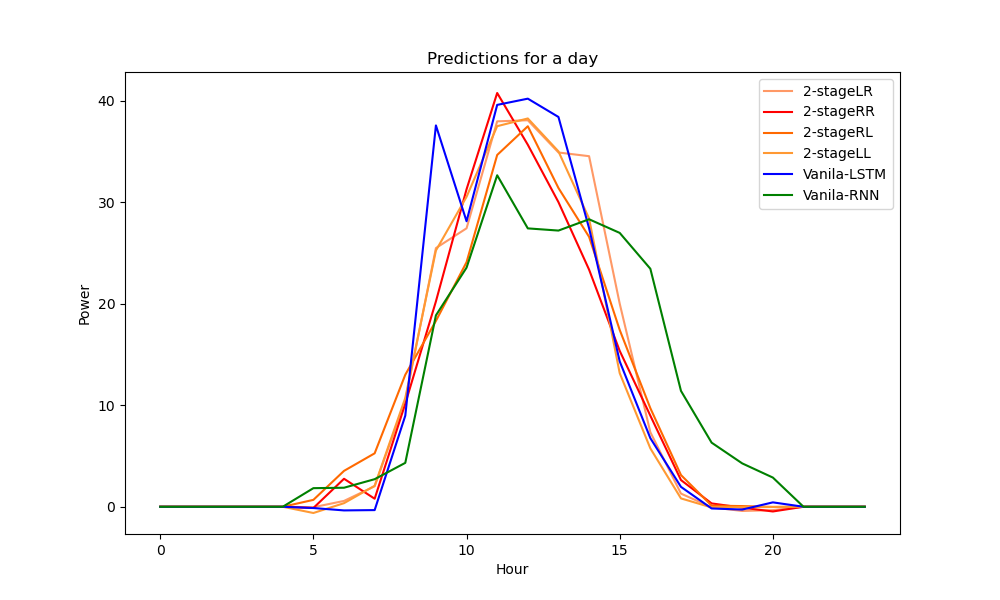 Predictions for a day
2-stageLR
2-stageRR
2-stageRL
2-stageLL
Vanila-LSTM
Vanila-RNN
Power
40
30
20
10
0
0 5 10 15 20
Hour